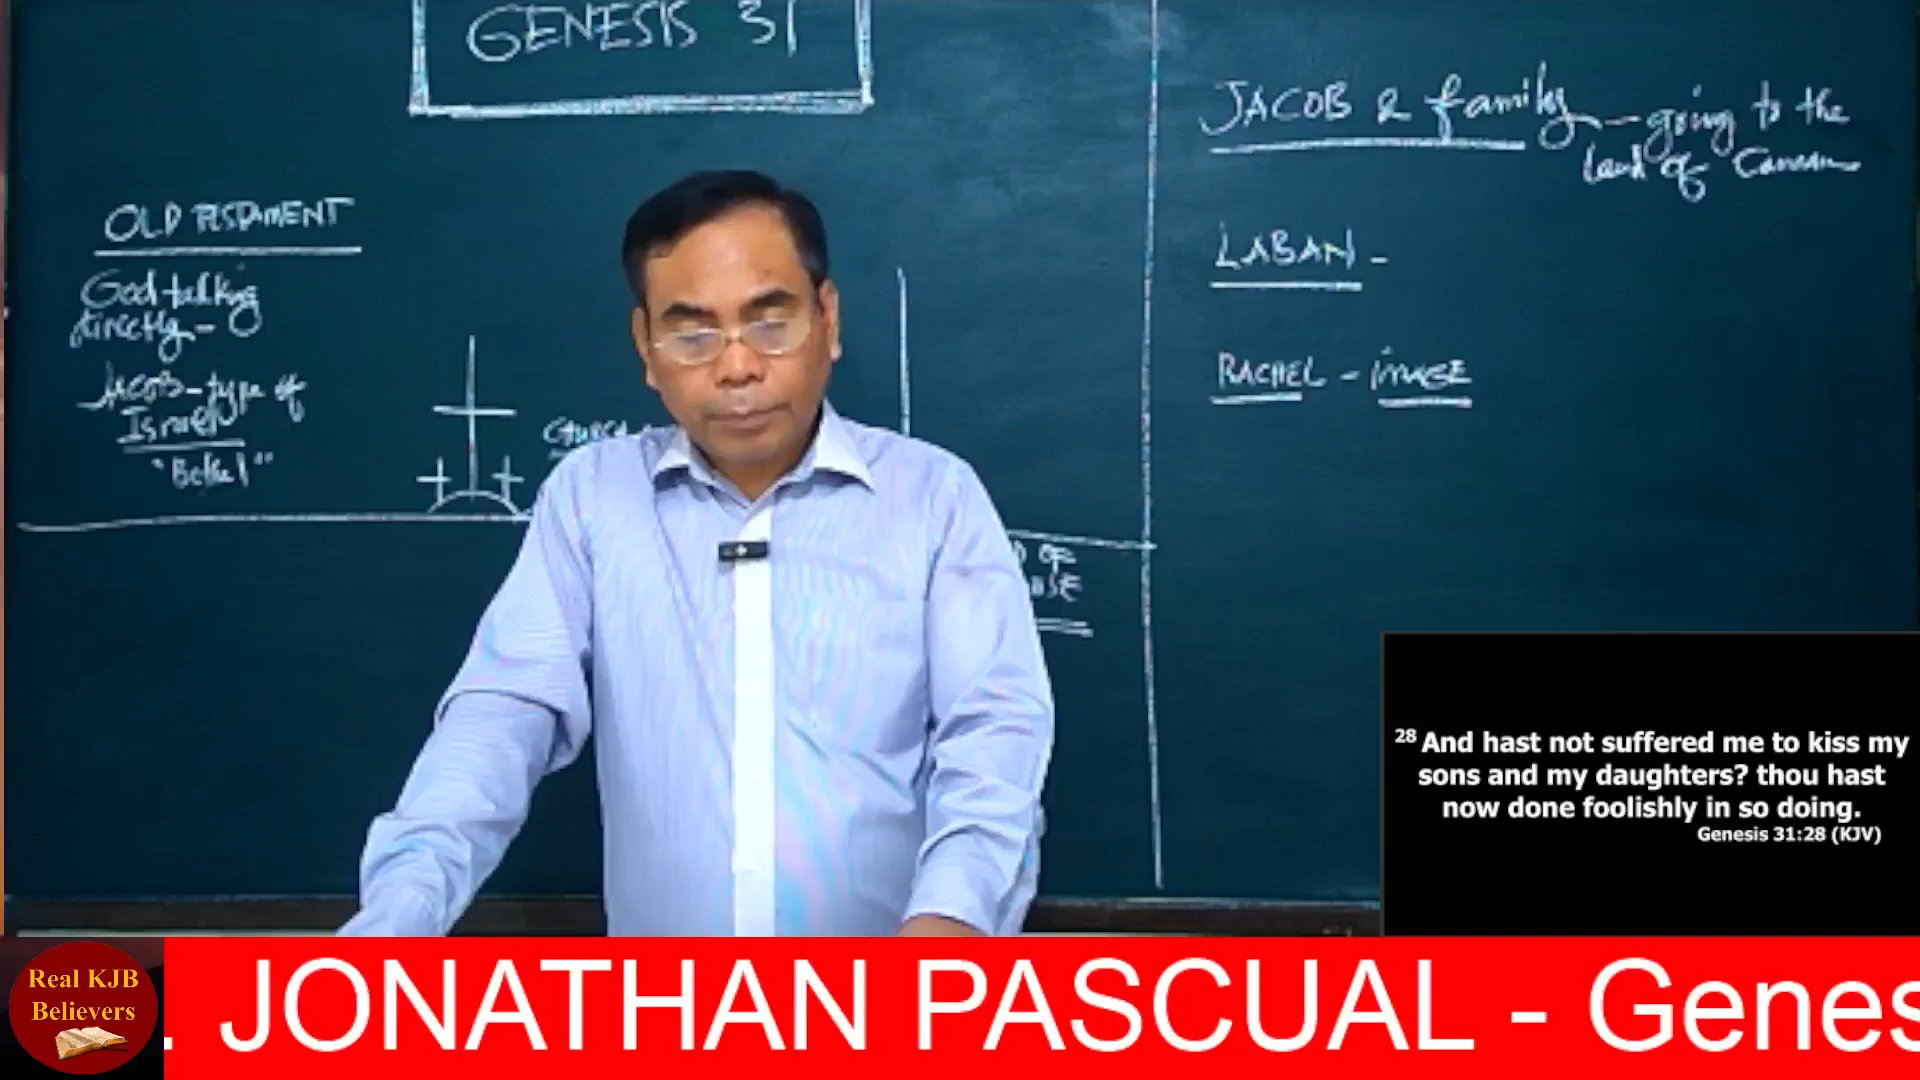 GENESIS 31
OLD TESTAMENT
God talking
directly -
Jacob - type of
Israel
"Bethel"
OF
JACOB & family - going to the
land of Canaan
LABAN -
RACHEL - image
28 And hast not suffered me to kiss my
sons and my daughters? thou hast
now done foolishly in so doing.
Genesis 31:28 (KJV)
Real KJB
Believers
. JONATHAN PASCUAL - Genes